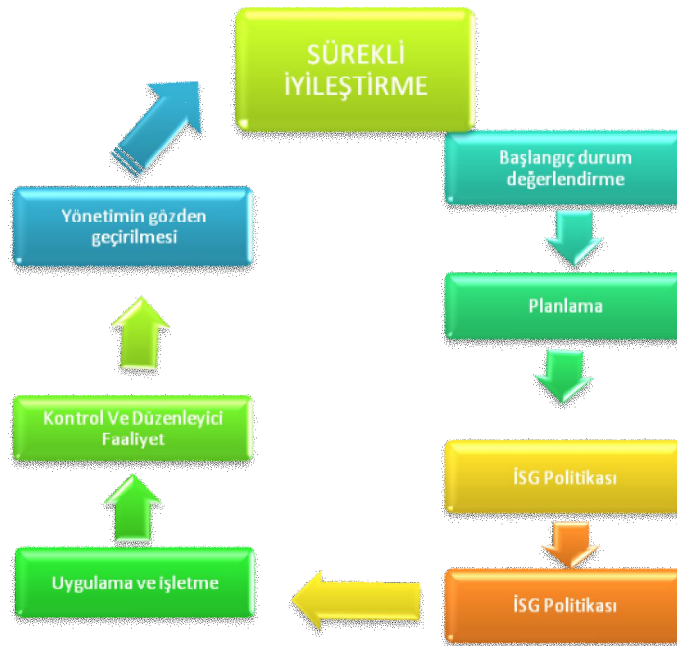 SÜREKLİ
İYİLEŞTİRME
Başlangıç durum
değerlendirme
Planlama
İSG Politikası
İSG Politikası
Uygulama ve işletme
Kontrol Ve Düzenleyici
Faaliyet
Yönetimin gözden
geçirilmesi